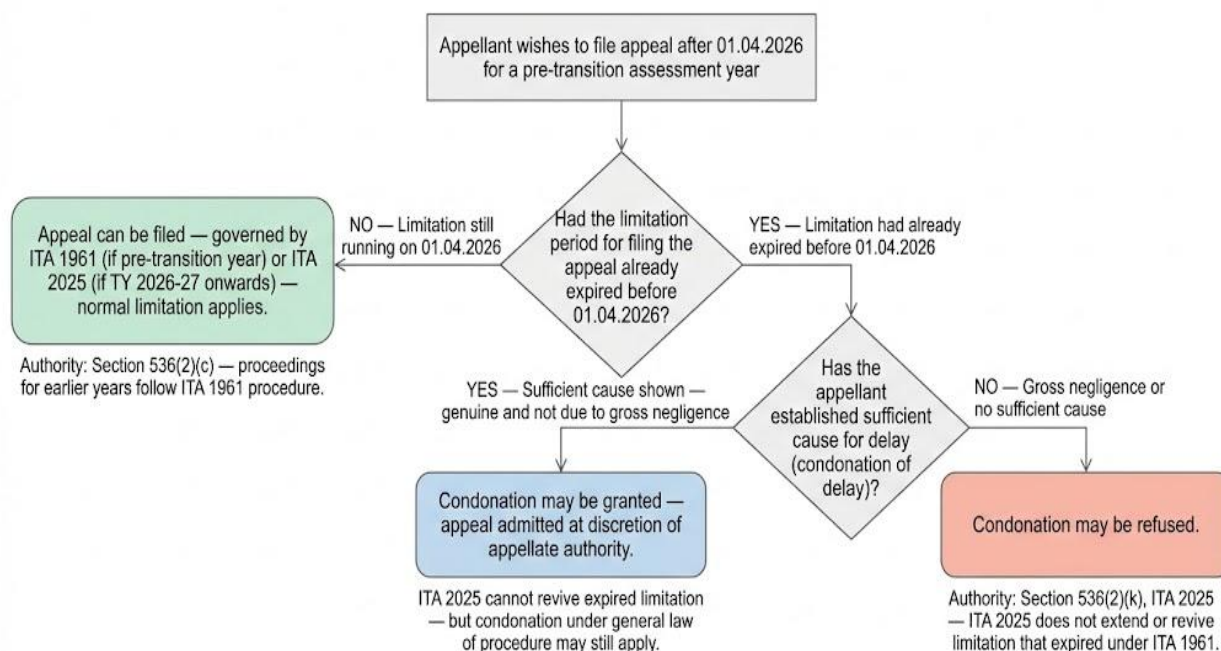 Appellant wishes to file appeal after 01.04.2026
for a pre-transition assessment year
Had the limitation
period for filing the
appeal already
expired before
01.04.2026?
NO — Limitation still
running on 01.04.2026
Appeal can be filed — governed by
ITA 1961 (if pre-transition year) or ITA
2025 (if TY 2026-27 onwards) —
normal limitation applies.
Authority: Section 536(2)(c) — proceedings
for earlier years follow ITA 1961 procedure.
YES — Limitation had already
expired before 01.04.2026
Has the
appellant
established sufficient
cause for delay
(condonation of
delay)?
YES — Sufficient cause shown —
genuine and not due to gross negligence
Condonation may be granted —
appeal admitted at discretion of
appellate authority.
ITA 2025 cannot revive expired limitation
— but condonation under general law
of procedure may still apply.
NO — Gross negligence or
no sufficient cause
Condonation may be refused.
Authority: Section 536(2)(k), ITA 2025
— ITA 2025 does not extend or revive
limitation that expired under ITA 1961.